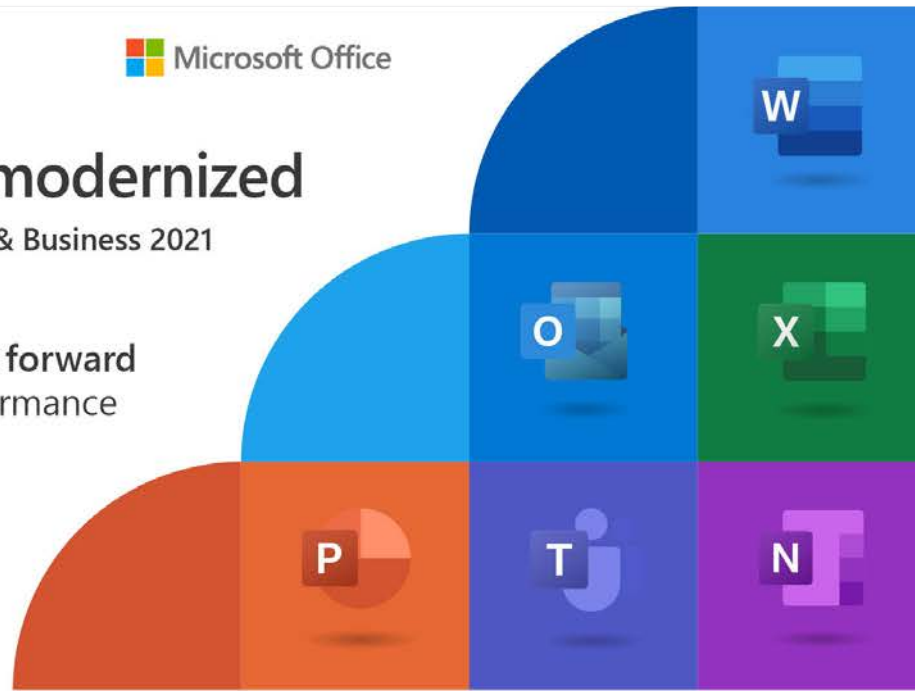 Microsoft Office
modernized
& Business 2021
forward
rmance
W
O
X
P
T
N